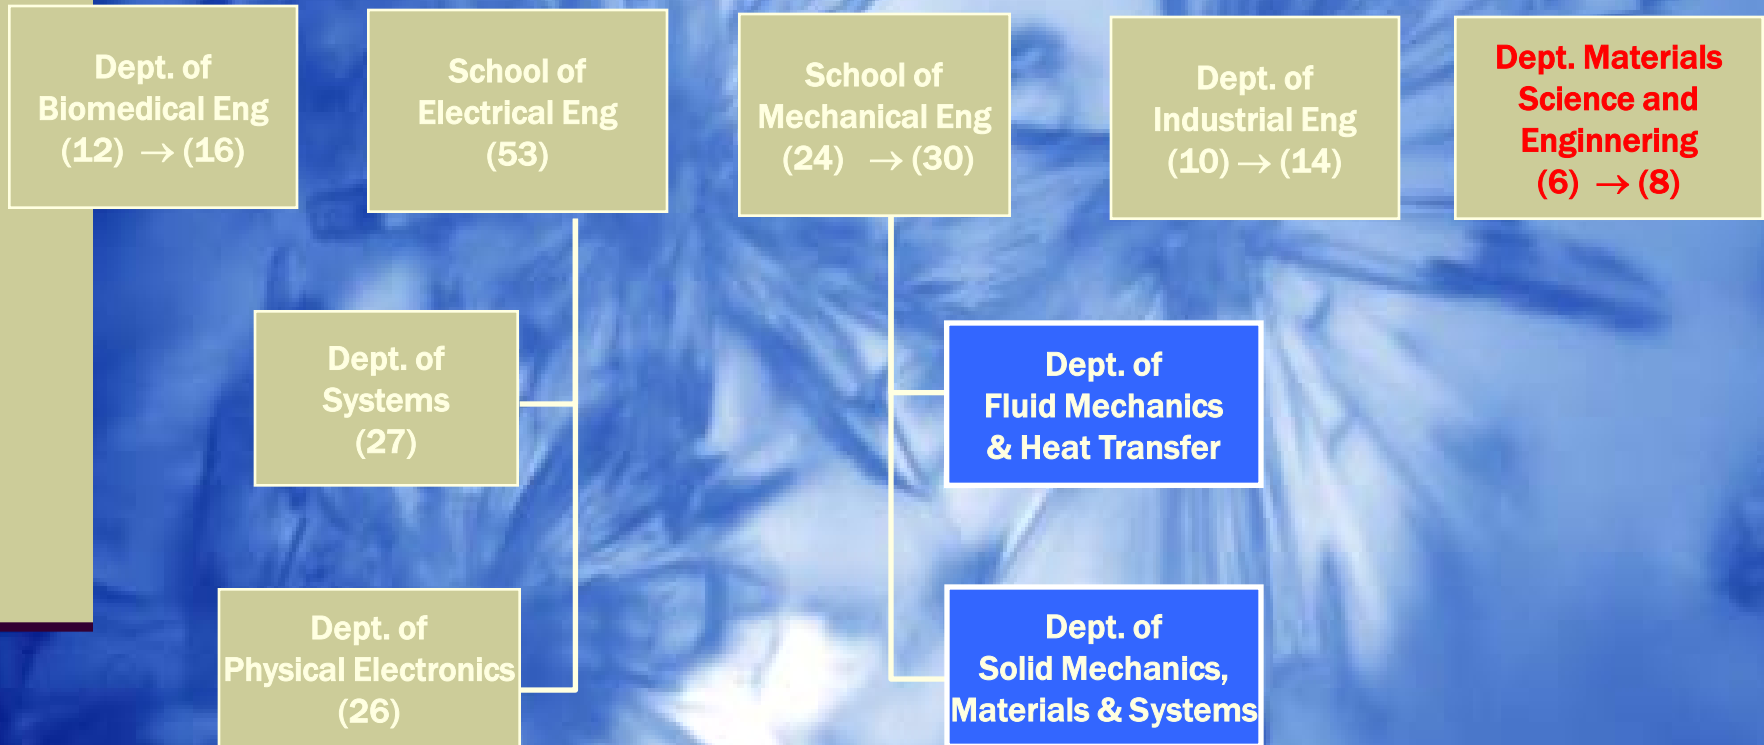 Dept. of
Biomedical Eng
(12) → (16)
School of
Electrical Eng
(53)
School of
Mechanical Eng
(24) → (30)
Dept. of
Industrial Eng
(10) → (14)
Dept. Materials
Science and
Enginnering
(6) → (8)
Dept. of
Systems
(27)
Dept. of
Fluid Mechanics
& Heat Transfer
Dept. of
Physical Electronics
(26)
Dept. of
Solid Mechanics,
Materials & Systems